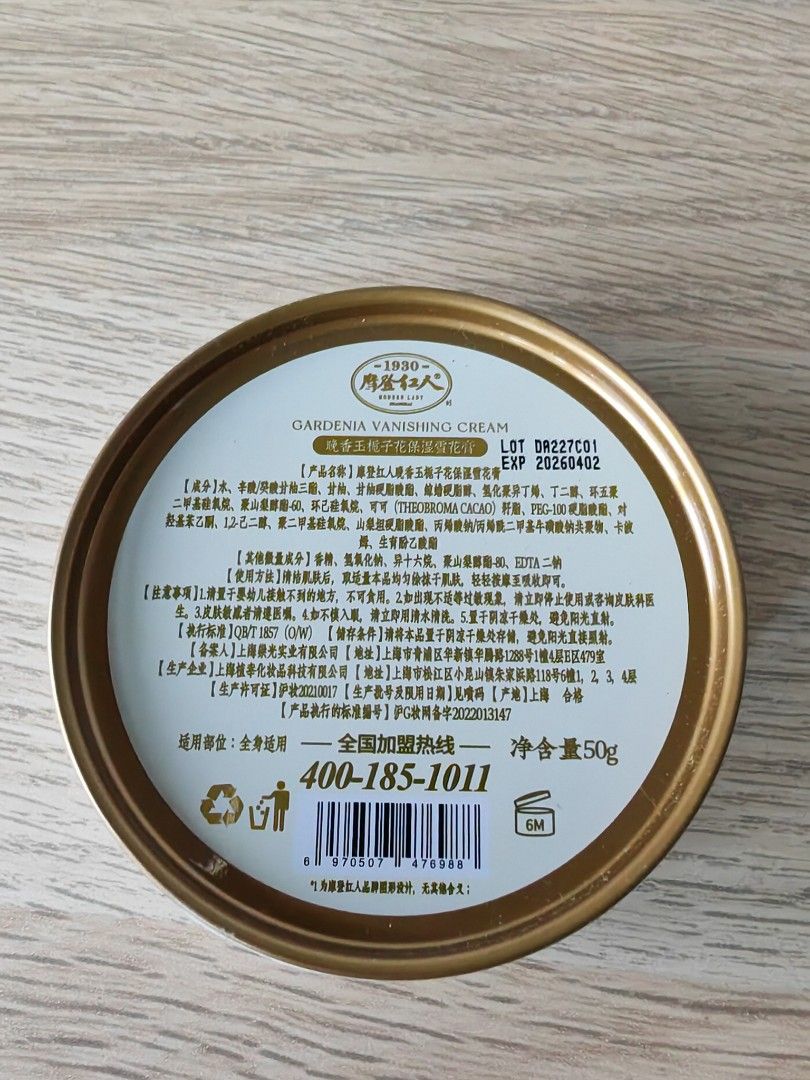 1930
摩登红人®
MODERN LADY
SHANGHAI
GARDENIA VANISHING CREAM
晚香玉栀子花保湿雪花膏
LOT DA227C01
EXP 20260402
【产品名称】摩登红人晚香玉栀子花保湿雪花膏
【成分】水、辛酸/癸酸甘油三酯、甘油、甘油硬脂酸酯、鲸蜡硬脂醇、氢化聚异丁烯、丁二醇、环五聚
二甲基硅氧烷、聚山梨醇酯-60、环己硅氧烷、可可（THEOBROMA CACAO）籽脂、PEG-100硬脂酸酯、对
羟基苯乙酮、1,2-己二醇、聚二甲基硅氧烷、山梨坦硬脂酸酯、丙烯酸钠/丙烯酰二甲基牛磺酸钠共聚物、卡波
姆、生育酚乙酸酯
【其他微量成分】香精、氢氧化钠、异十六烷、聚山梨醇酯-80、EDTA 二钠
【使用方法】清洁肌肤后，取适量本品均匀涂抹于肌肤，轻轻按摩至吸收即可。
【注意事项】1.请置于婴幼儿接触不到的地方，不可食用。2.如出现不适等过敏现象，请立即停止使用或咨询皮肤科医
生。3.皮肤敏感者请遵医嘱。4.如不慎入眼，请立即用清水清洗。5.置于阴凉干燥处，避免阳光直射。
【执行标准】QB/T 1857（O/W）【储存条件】请将本品置于阴凉干燥处存储，避免阳光直接照射。
【备案人】上海荣光实业有限公司【地址】上海市青浦区华新镇华腾路1288号1幢4层E区479室
【生产企业】上海植幸化妆品科技有限公司【地址】上海市松江区小昆山镇朱家浜路118号6幢1，2，3，4层
【生产许可证】沪妆20210017【生产批号及限用日期】见喷码【产地】上海 合格
【产品执行的标准编号】沪G妆网备字2022013147
适用部位：全身适用
全国加盟热线
净含量50g
400-185-1011
6M
6 970507 476988
*1为摩登红人品牌图形设计，无其他含义；